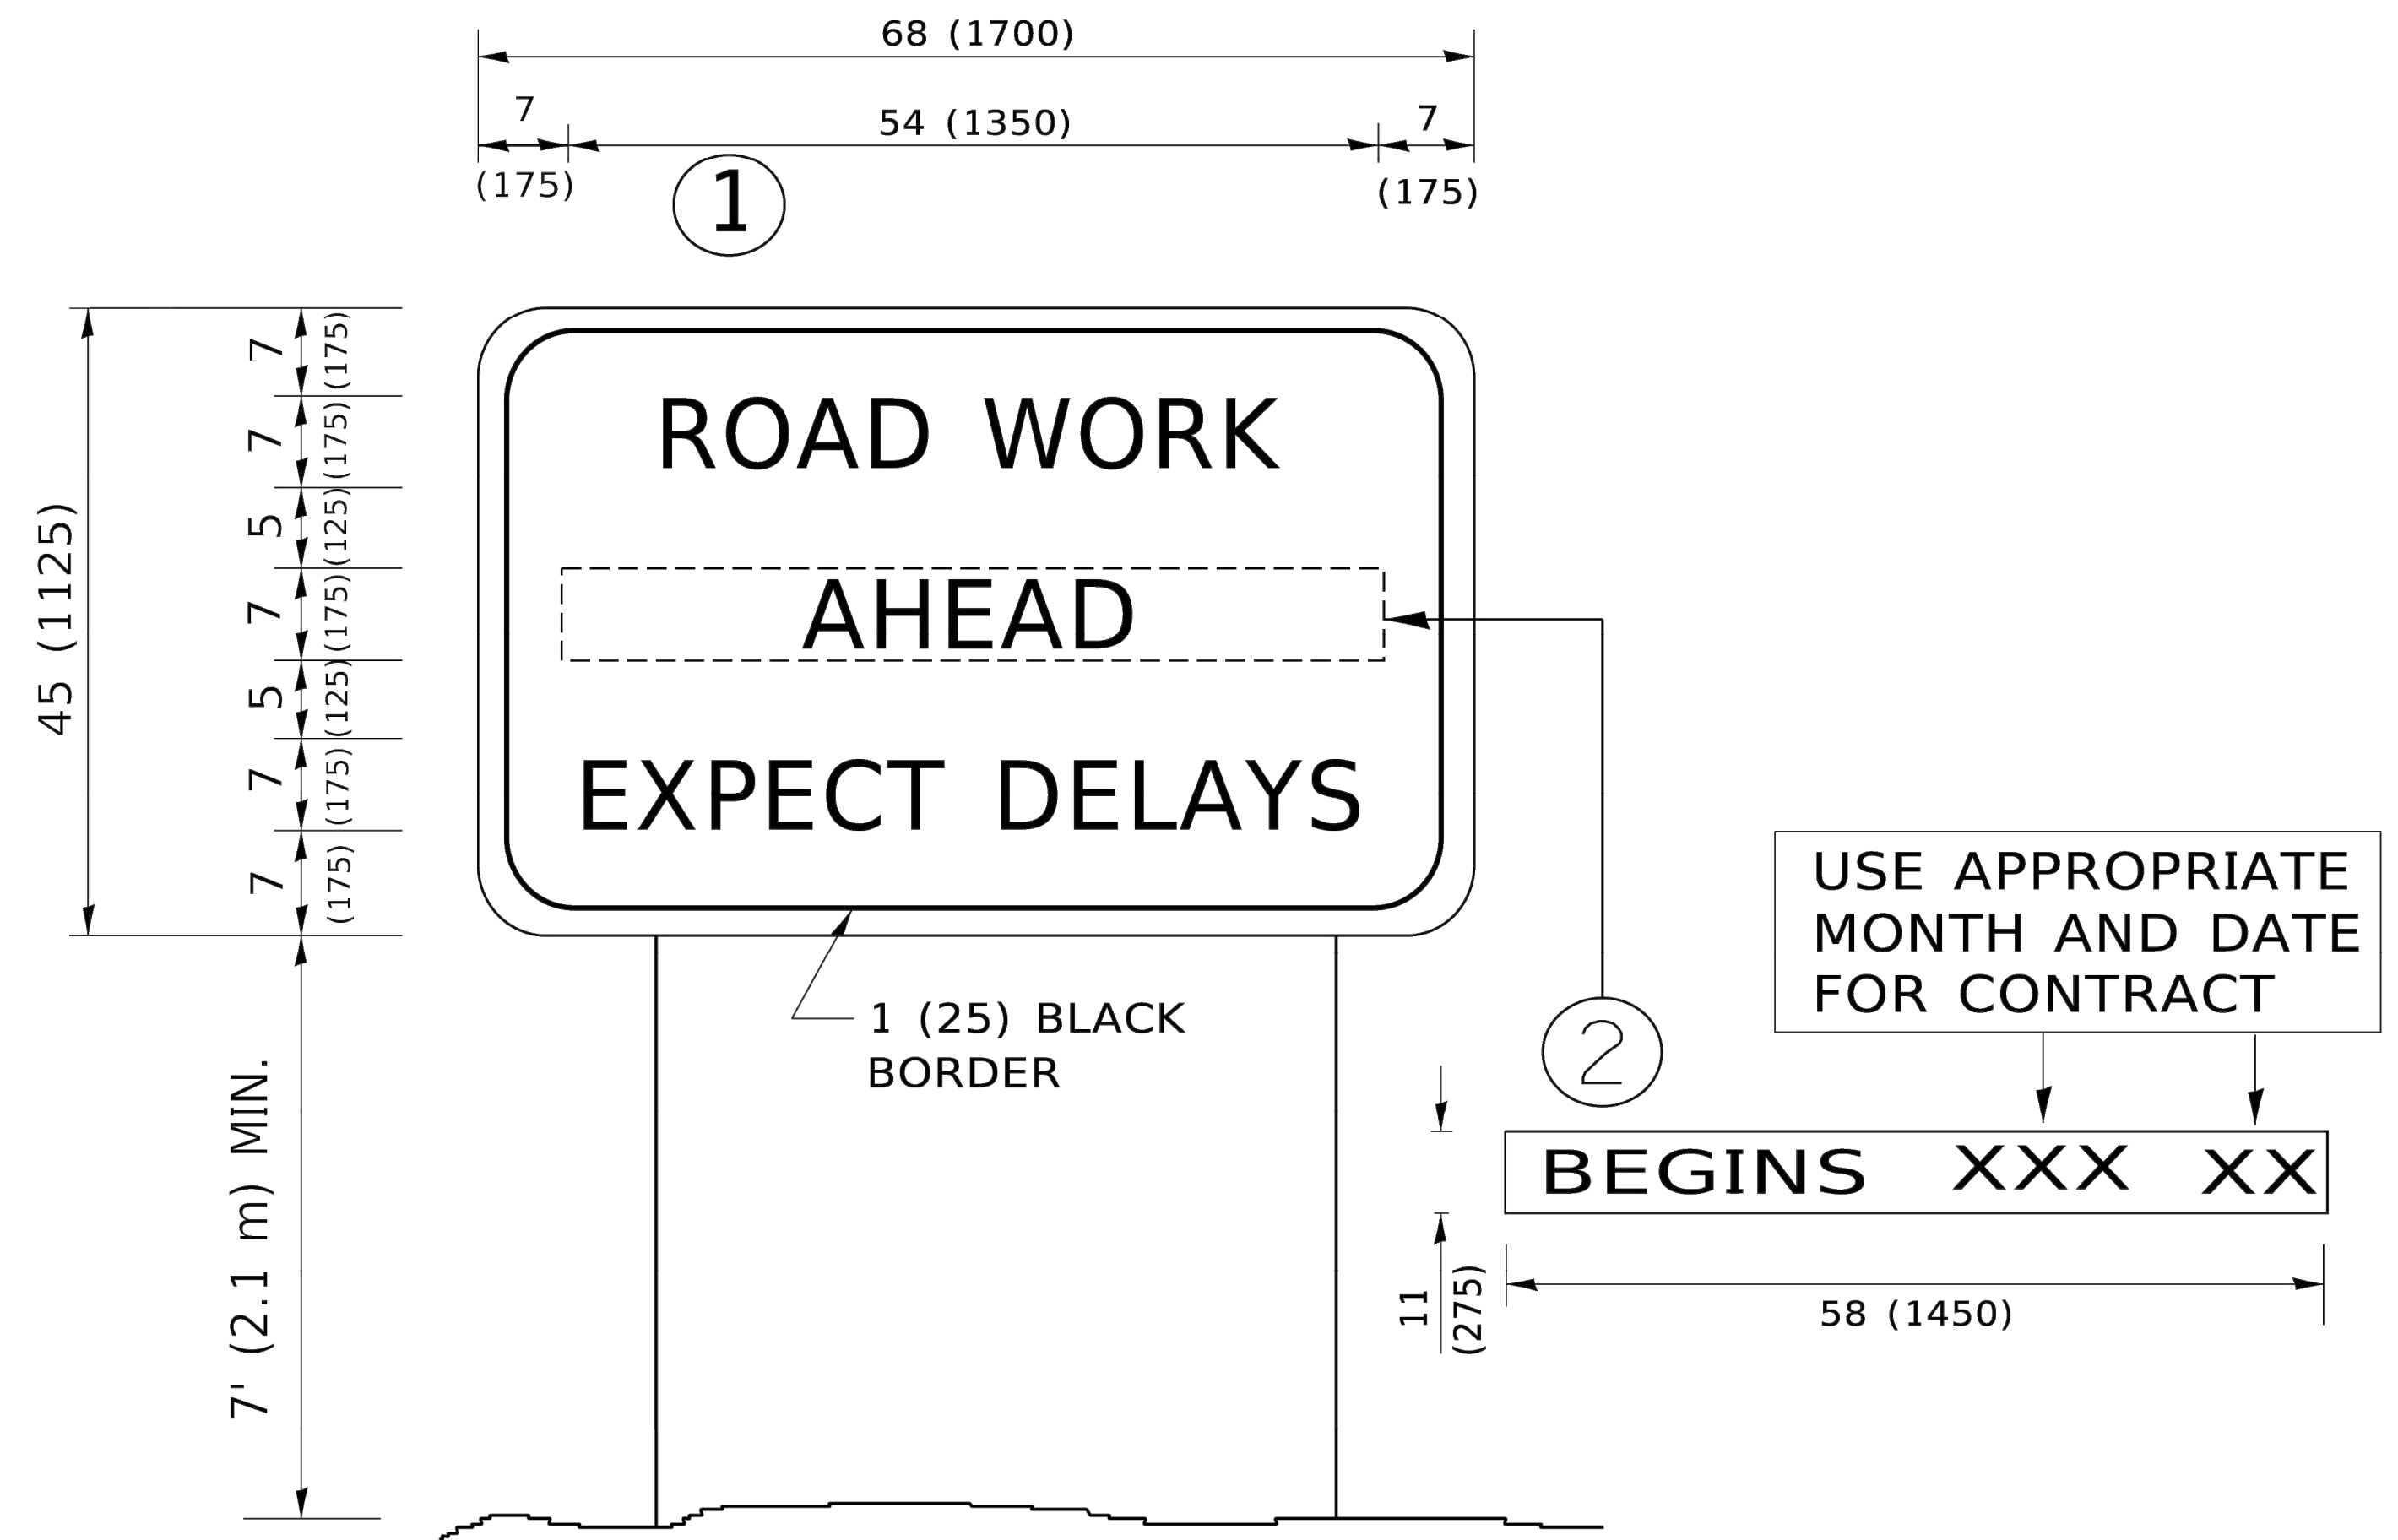 68 (1700)
7
54 (1350)
7
(175)
(175)
1
45 (1125)
7
(175)
7
(175)
5
(125)
7
(175)
5
(125)
7
(175)
7
(175)
ROAD WORK
AHEAD
EXPECT DELAYS
1 (25) BLACK
BORDER
7' (2.1 m) MIN.
2
USE APPROPRIATE
MONTH AND DATE
FOR CONTRACT
BEGINS XXX XX
11
(275)
58 (1450)